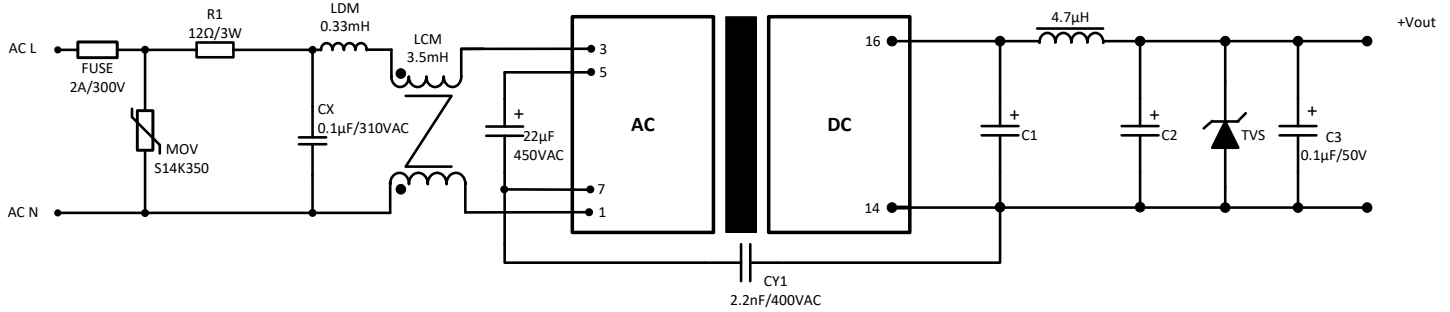 AC L
FUSE
2A/300V
R1
12Ω/3W
MOV
S14K350
CX
0.1µF/310VAC
LDM
0.33mH
LCM
3.5mH
+
22µF
450VAC
3
5
7
1
AC
DC
16
14
CY1
2.2nF/400VAC
+
C1
4.7µH
+
C2
TVS
+
C3
0.1µF/50V
+Vout
AC N